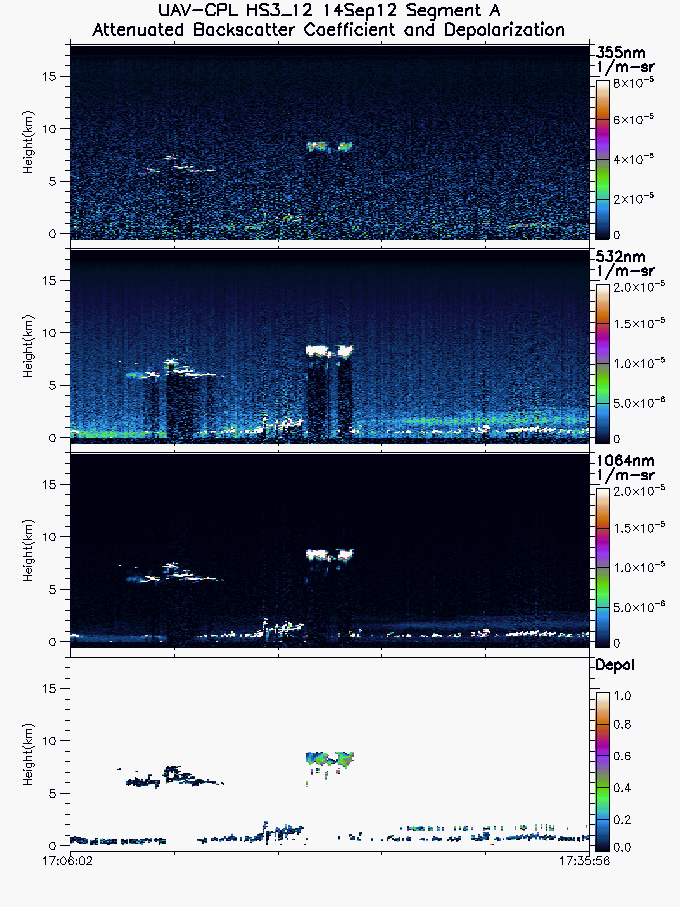 UAV-CPL HS3_12 14Sep12 Segment A
Attenuated Backscatter Coefficient and Depolarization
355nm
1/m-sr
Height(km)
15
10
5
0
8×10⁻⁵
6×10⁻⁵
4×10⁻⁵
2×10⁻⁵
0
532nm
1/m-sr
Height(km)
15
10
5
0
2.0×10⁻⁵
1.5×10⁻⁵
1.0×10⁻⁵
5.0×10⁻⁶
0
1064nm
1/m-sr
Height(km)
15
10
5
0
2.0×10⁻⁵
1.5×10⁻⁵
1.0×10⁻⁵
5.0×10⁻⁶
0
Depol
Height(km)
15
10
5
0
1.0
0.8
0.6
0.4
0.2
0.0
17:06:02 17:35:56